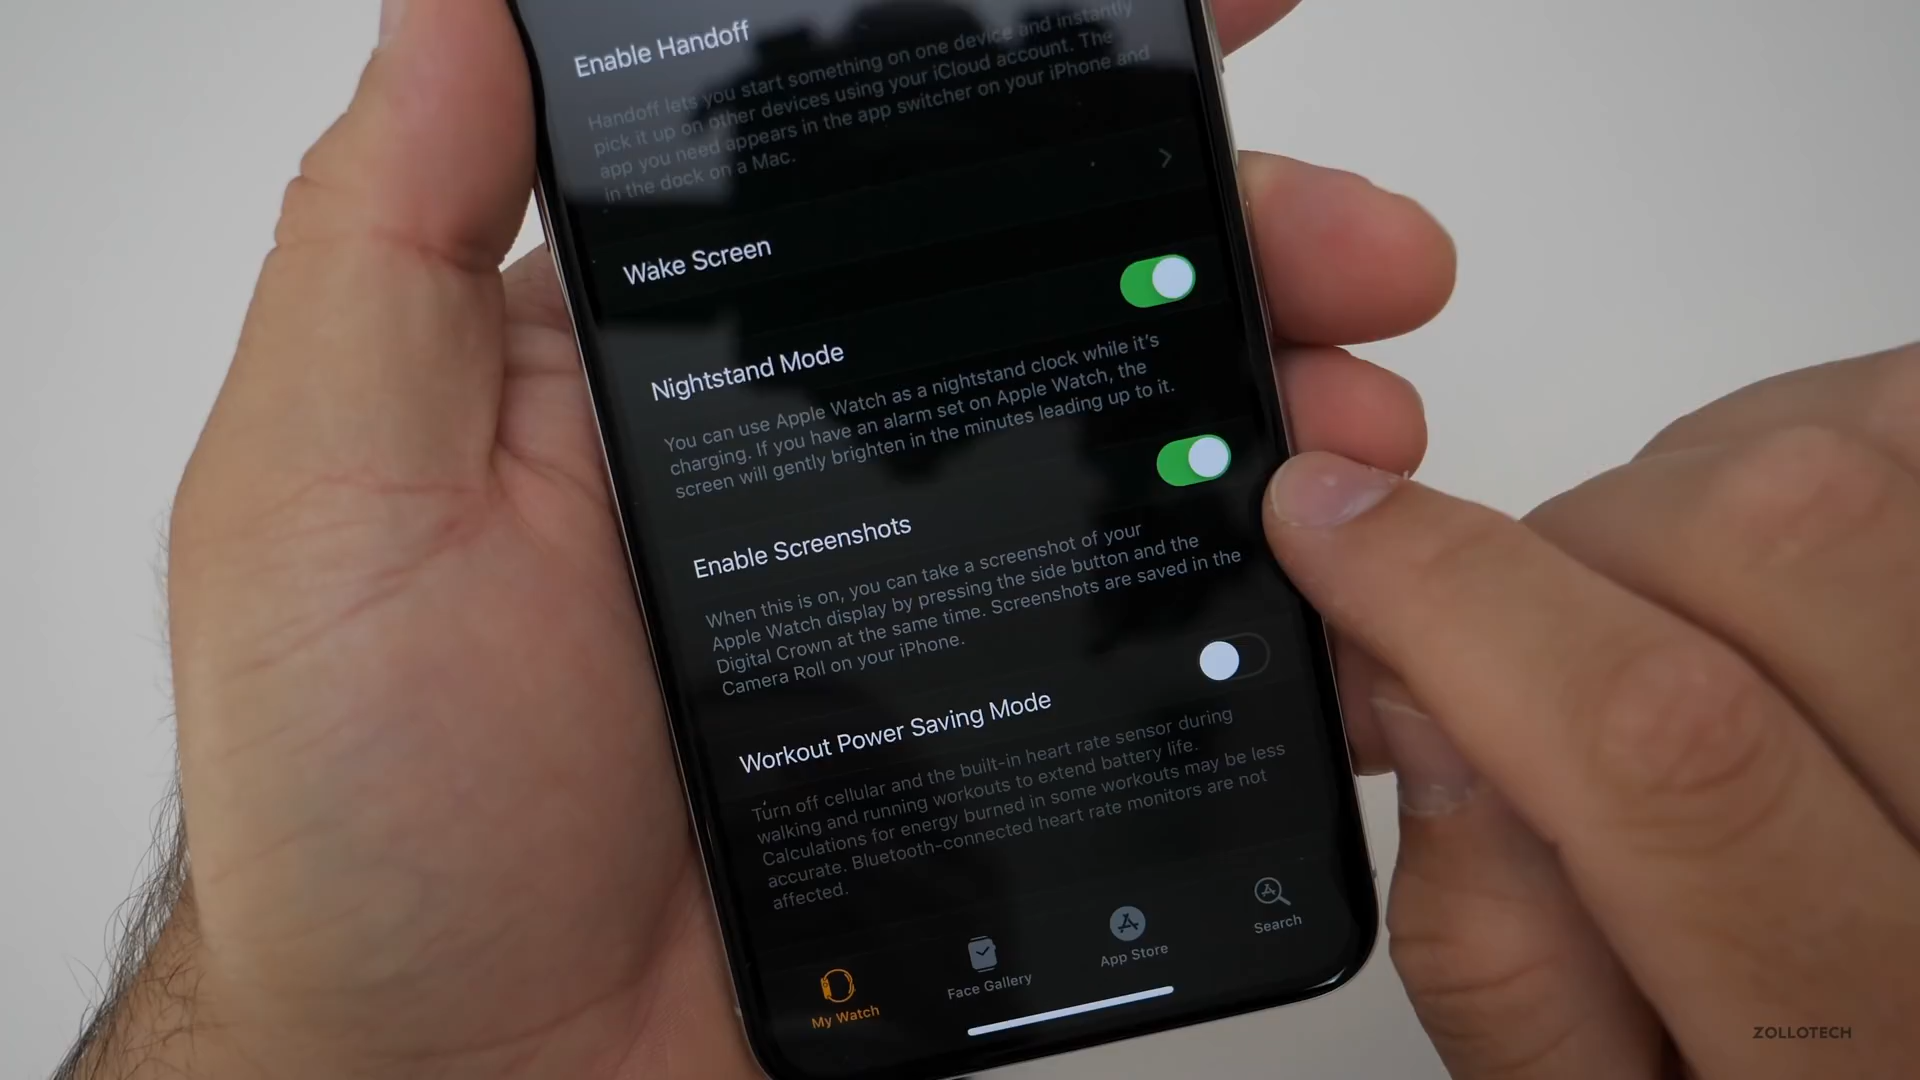 Enable Handoff
Handoff lets you start something on one device and instantly
pick it up on other devices using your iCloud account. The
app you need appears in the app switcher on your iPhone and
in the dock on a Mac.
Wake Screen
Nightstand Mode
You can use Apple Watch as a nightstand clock while it's
charging. If you have an alarm set on Apple Watch, the
screen will gently brighten in the minutes leading up to it.
Enable Screenshots
When this is on, you can take a screenshot of your
Apple Watch display by pressing the side button and the
Digital Crown at the same time. Screenshots are saved in the
Camera Roll on your iPhone.
Workout Power Saving Mode
Turn off cellular and the built-in heart rate sensor during
walking and running workouts to extend battery life.
Calculations for energy burned in some workouts may be less
accurate. Bluetooth-connected heart rate monitors are not
affected.
My Watch
Face Gallery
App Store
Search
ZOLLOTECH